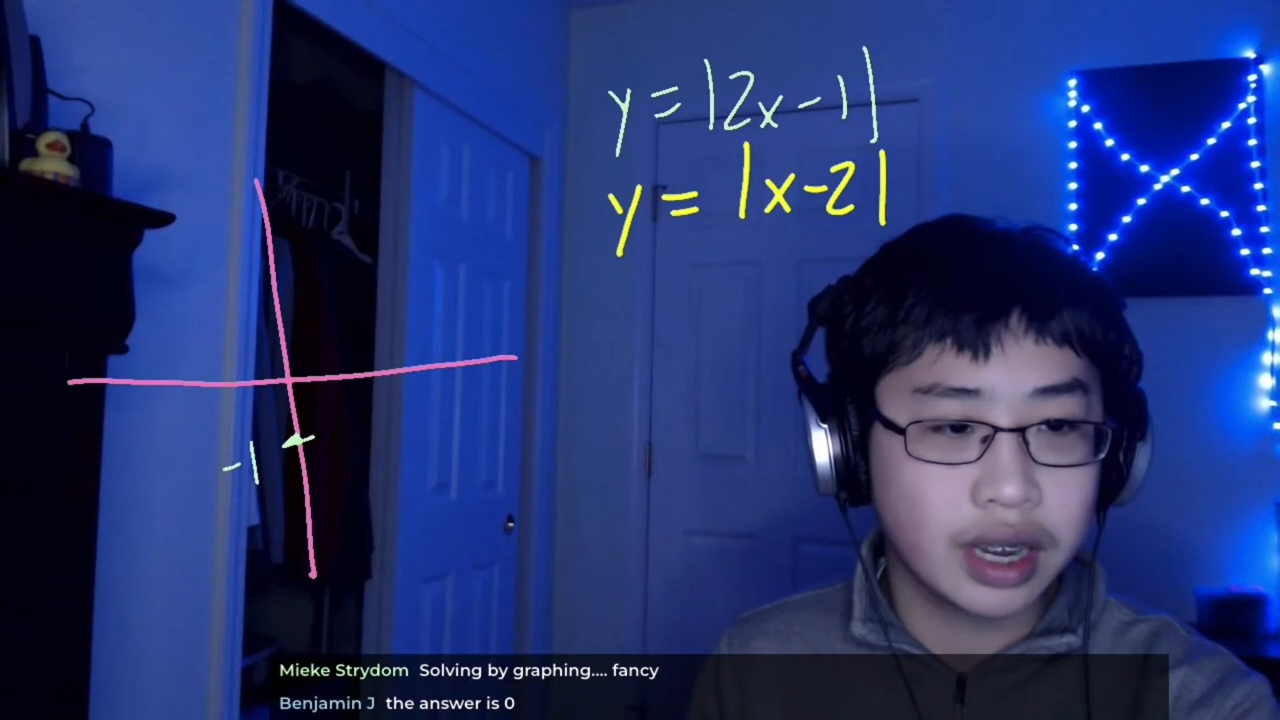 y = |2x - 1|
y = |x - 2|
-1
Mieke Strydom Solving by graphing.... fancy
Benjamin J the answer is 0